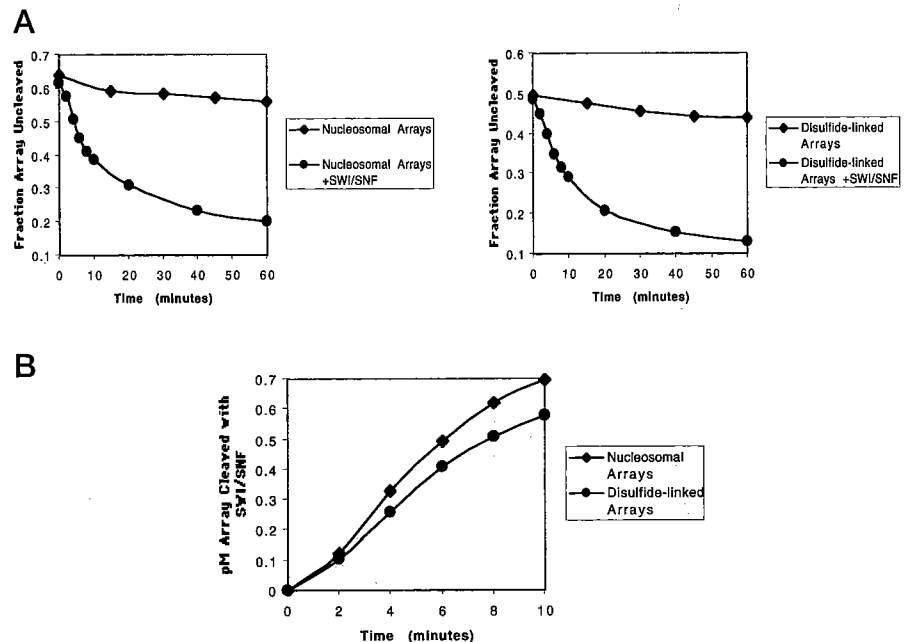 A
Fraction Array Uncleaved
0.7
0.6
0.5
0.4
0.3
0.2
0.1
0 10 20 30 40 50 60
Time (minutes)
Nucleosomal Arrays
Nucleosomal Arrays
+SWI/SNF
Fraction Array Uncleaved
0.6
0.5
0.4
0.3
0.2
0.1
0 10 20 30 40 50 60
Time (minutes)
Disulfide-linked
Arrays
Disulfide-linked
Arrays +SWI/SNF
B
pM Array Cleaved with
SWI/SNF
0.7
0.6
0.5
0.4
0.3
0.2
0.1
0
0 2 4 6 8 10
Time (minutes)
Nucleosomal
Arrays
Disulfide-linked
Arrays